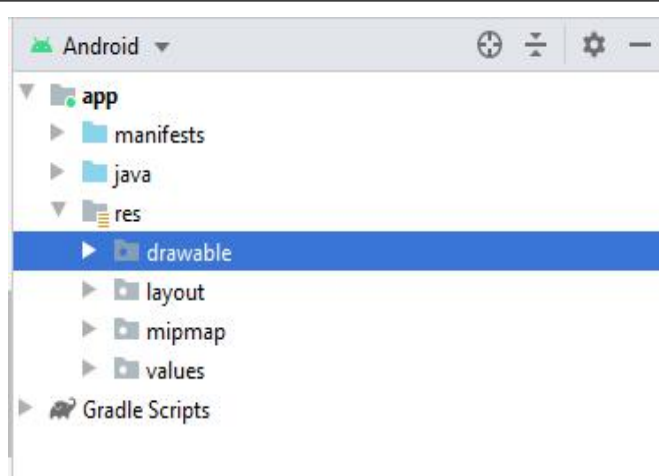 Android
app
manifests
java
res
drawable
layout
mipmap
values
Gradle Scripts